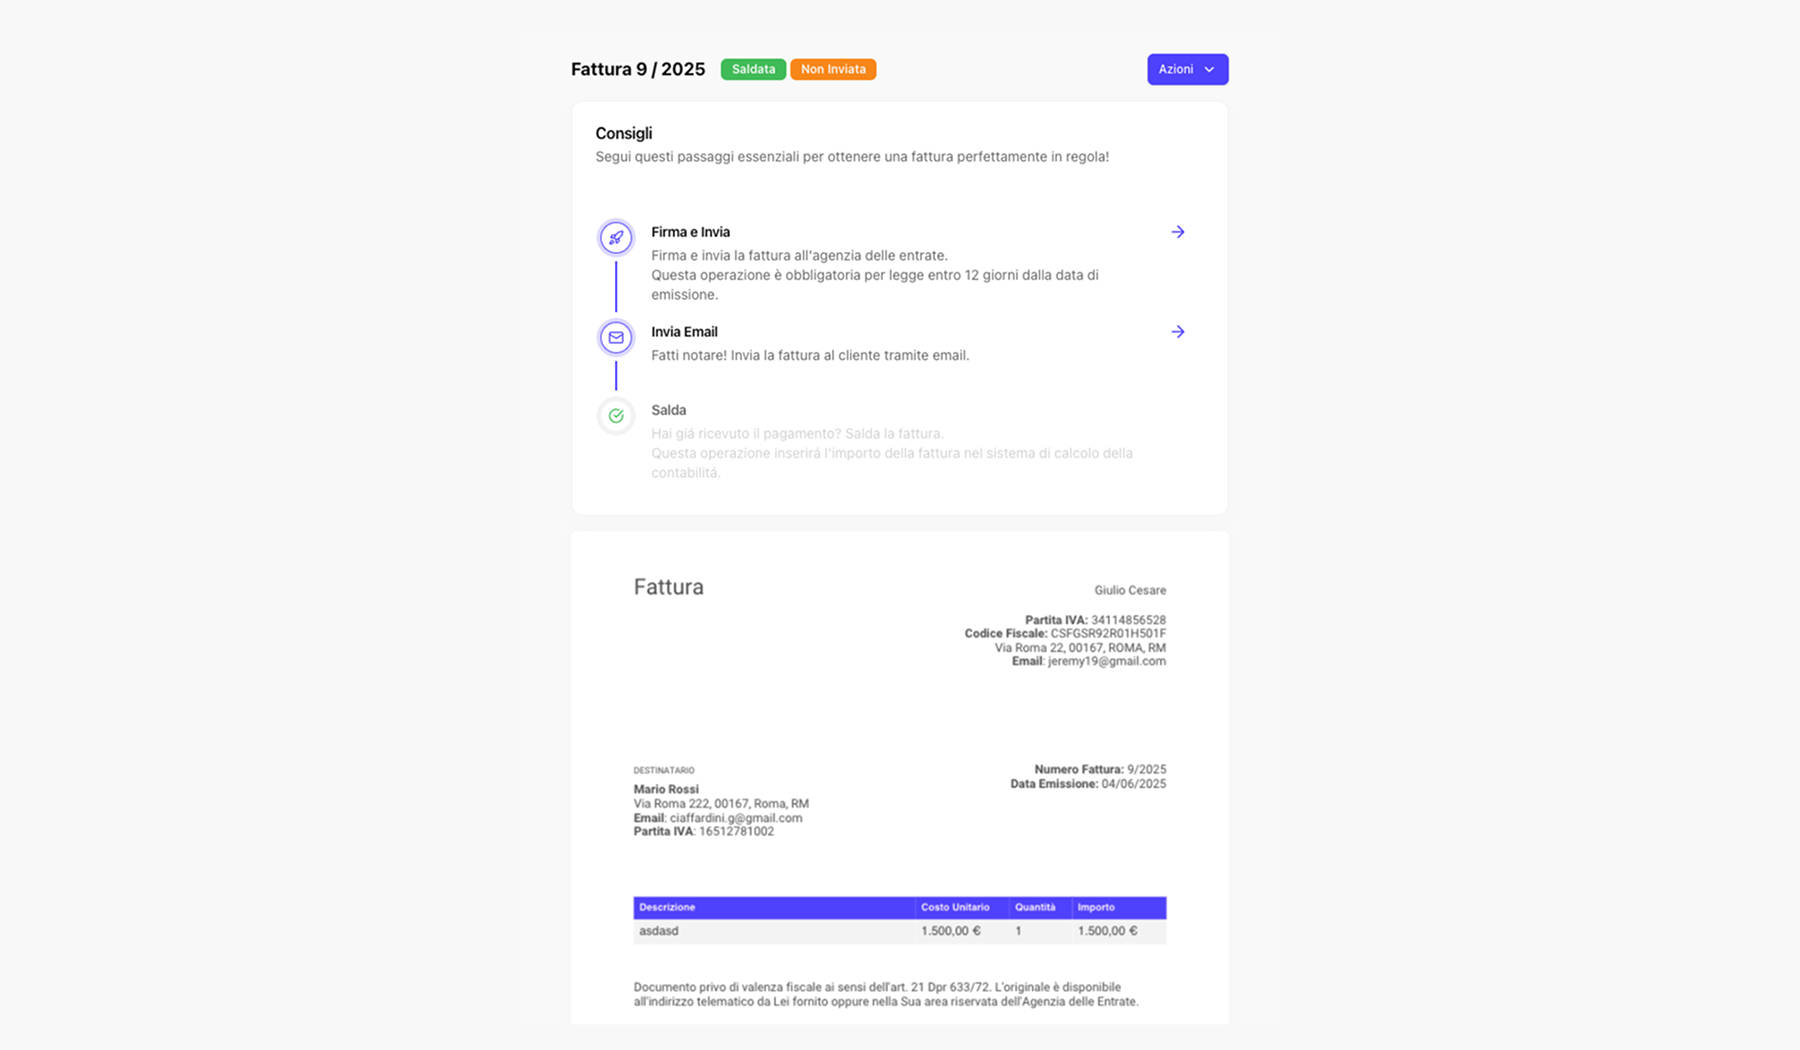 Fattura 9 / 2025 Saldata Non Inviata Azioni
Consigli
Segui questi passaggi essenziali per ottenere una fattura perfettamente in regola!
Firma e Invia
Firma e invia la fattura all'agenzia delle entrate.
Questa operazione è obbligatoria per legge entro 12 giorni dalla data di
emissione.
Invia Email
Fatti notare! Invia la fattura al cliente tramite email.
Salda
Hai giá ricevuto il pagamento? Salda la fattura.
Questa operazione inserirá l'importo della fattura nel sistema di calcolo della
contabilitá.
Fattura
Giulio Cesare
Partita IVA: 34114856528
Codice Fiscale: CSFGSR92R01H501F
Via Roma 22, 00167, ROMA, RM
Email: jeremy19@gmail.com
DESTINATARIO
Mario Rossi
Via Roma 222, 00167, Roma, RM
Email: ciaffardini.g@gmail.com
Partita IVA: 16512781002
Numero Fattura: 9/2025
Data Emissione: 04/06/2025
Descrizione Costo Unitario Quantità Importo
asdasd 1.500,00 € 1 1.500,00 €
Documento privo di valenza fiscale ai sensi dell'art. 21 Dpr 633/72. L'originale è disponibile
all'indirizzo telematico da Lei fornito oppure nella Sua area riservata dell'Agenzia delle Entrate.